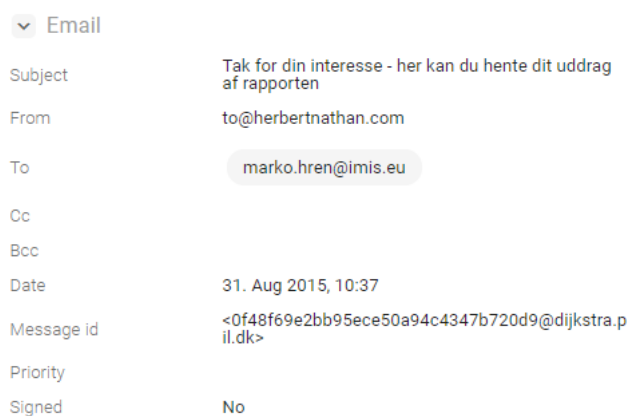 Email
Subject Tak for din interesse - her kan du hente dit uddrag
af rapporten
From to@herbertnathan.com
To marko.hren@imis.eu
Cc
Bcc
Date 31. Aug 2015, 10:37
Message id <0f48f69e2bb95ece50a94c4347b720d9@dijkstra.p
il.dk>
Priority
Signed No